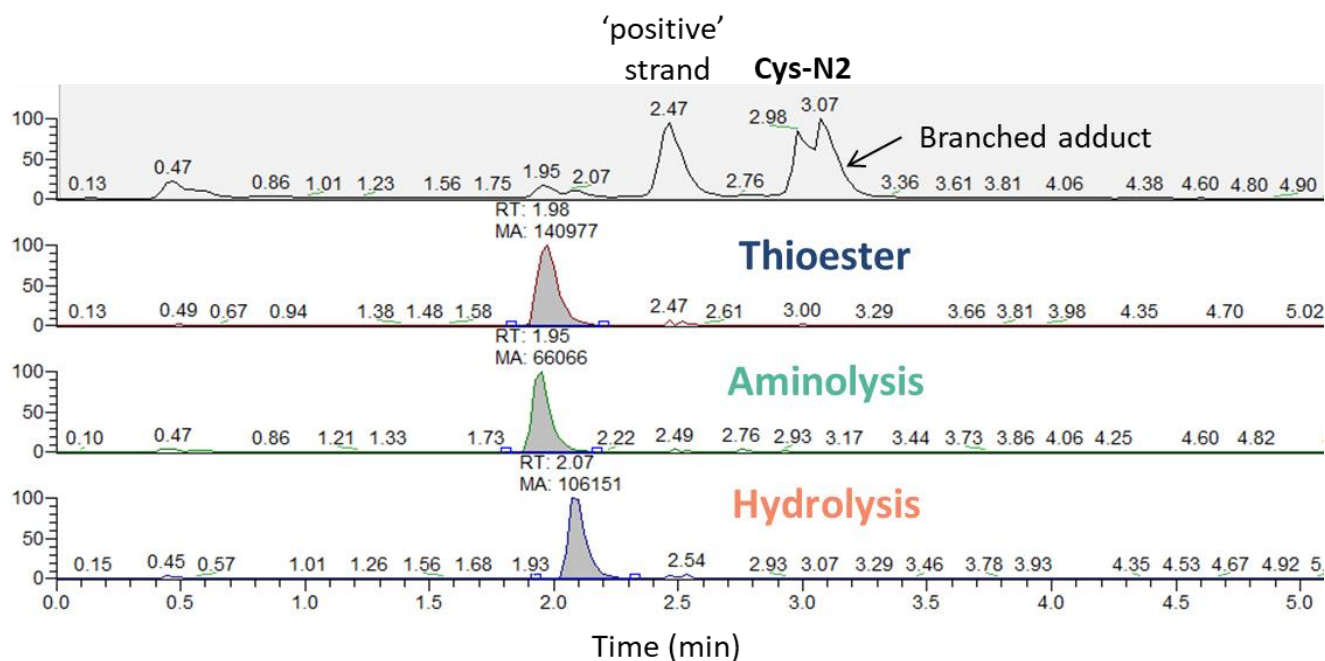 ‘positive’
strand Cys-N2
100 50 0
0.13 0.47 0.86 1.01 1.23 1.56 1.75 1.95 2.07 2.47 2.76 2.98 3.07 3.36 3.61 3.81 4.06 4.38 4.60 4.80 4.90
Branched adduct
RT: 1.98
MA: 140977
Thioester
100 50 0
0.13 0.49 0.67 0.94 1.38 1.48 1.58 2.47 2.61 3.00 3.29 3.66 3.81 3.98 4.35 4.70 5.02
RT: 1.95
MA: 66066
Aminolysis
100 50 0
0.10 0.47 0.86 1.21 1.33 1.73 2.22 2.49 2.76 2.93 3.17 3.44 3.73 3.86 4.06 4.25 4.60 4.82
RT: 2.07
MA: 106151
Hydrolysis
100 50 0
0.15 0.45 0.57 1.01 1.26 1.56 1.68 1.93 2.54 2.93 3.07 3.29 3.46 3.78 3.93 4.35 4.53 4.67 4.92 5.
0.0 0.5 1.0 1.5 2.0 2.5 3.0 3.5 4.0 4.5 5.0
Time (min)